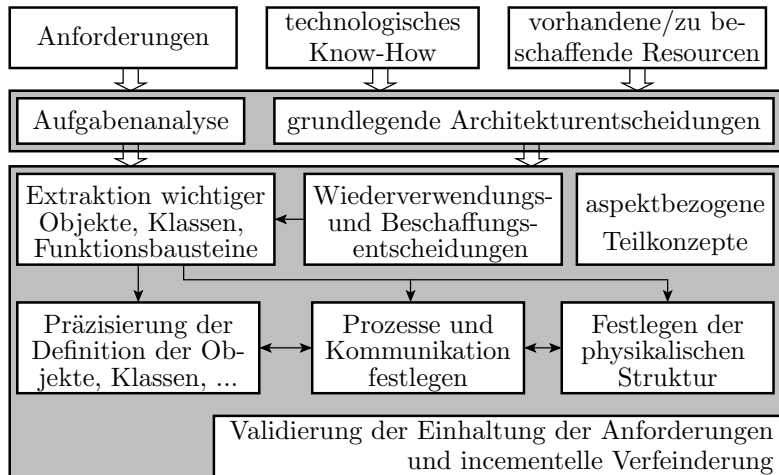 Anforderungen
technologisches
Know-How
vorhandene/zu be-
schaffende Resourcen
Aufgabenanalyse
grundlegende Architekturentscheidungen
Extraktion wichtiger
Objekte, Klassen,
Funktionsbausteine
Wiederverwendungs-
und Beschaffungs-
entscheidungen
aspektbezogene
Teilkonzepte
Präzisierung der
Definition der Ob-
jekte, Klassen, ...
Prozesse und
Kommunikation
festlegen
Festlegen der
physikalischen
Struktur
Validierung der Einhaltung der Anforderungen
und incementelle Verfeinderung